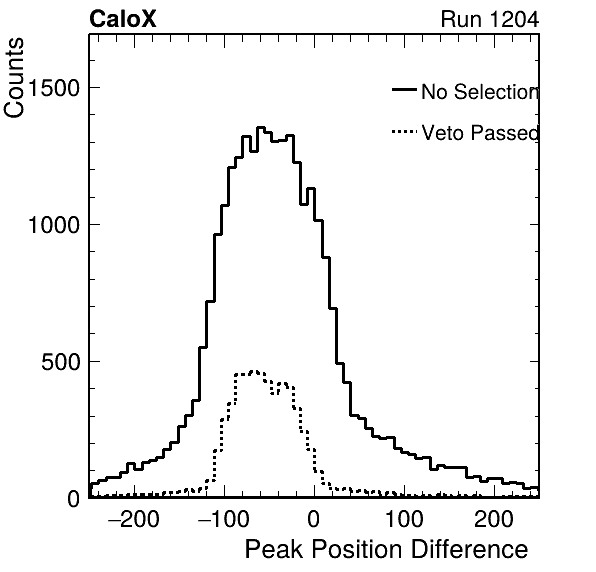 CaloX Run 1204
Counts
1500
1000
500
0
No Selection
Veto Passed
−200 −100 0 100 200
Peak Position Difference